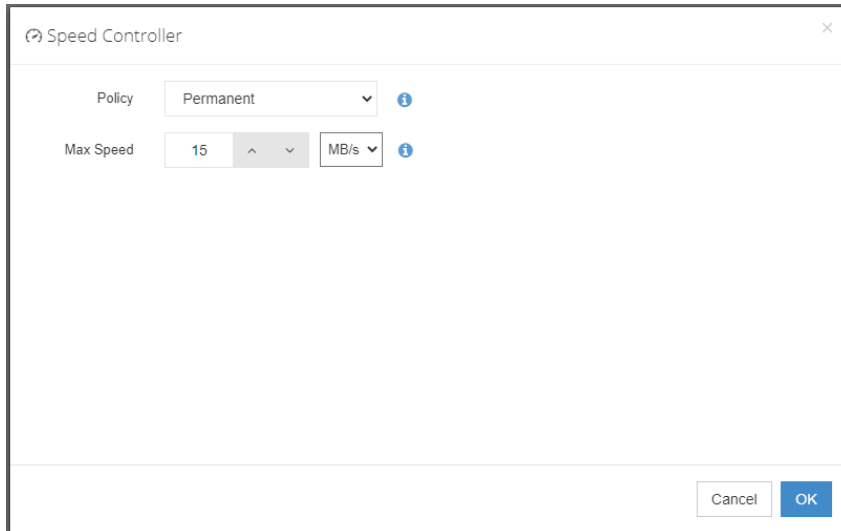 Speed Controller
Policy Permanent
Max Speed 15 MB/s
Cancel OK